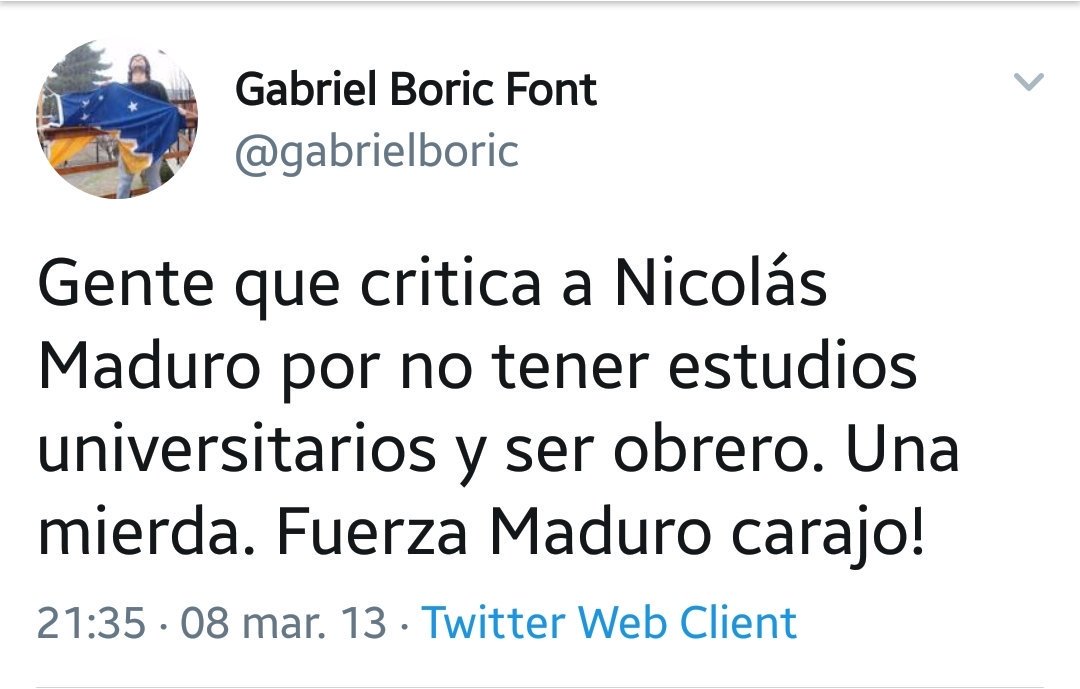 Gabriel Boric Font
@gabrielboric
Gente que critica a Nicolás
Maduro por no tener estudios
universitarios y ser obrero. Una
mierda. Fuerza Maduro carajo!
21:35 · 08 mar. 13 · Twitter Web Client